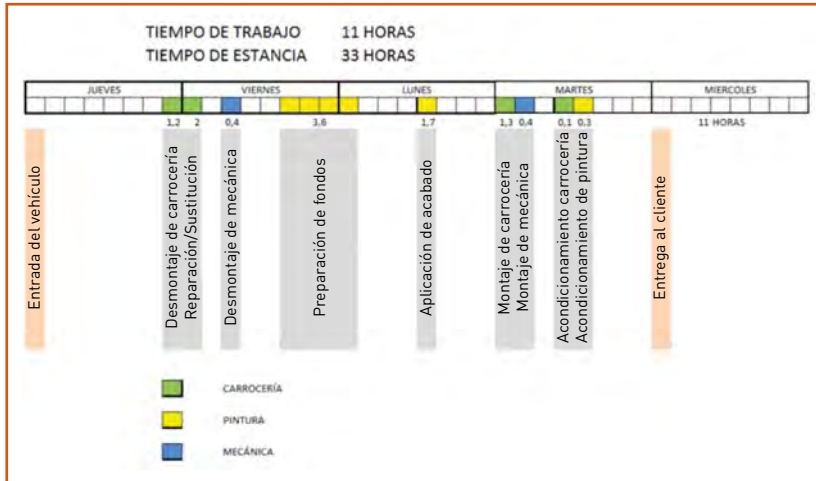 TIEMPO DE TRABAJO 11 HORAS
TIEMPO DE ESTANCIA 33 HORAS
JUEVES VIERNES LUNES MARTES MIERCOLES
1,2 2 0,4 3,6 1,7 1,3 0,4 0,1 0,3 11 HORAS
Entrada del vehículo
Desmontaje de carrocería
Reparación/Sustitución
Desmontaje de mecánica
Preparación de fondos
Aplicación de acabado
Montaje de carrocería
Montaje de mecánica
Acondicionamiento carrocería
Acondicionamiento de pintura
Entrega al cliente
CARROCERÍA
PINTURA
MECÁNICA